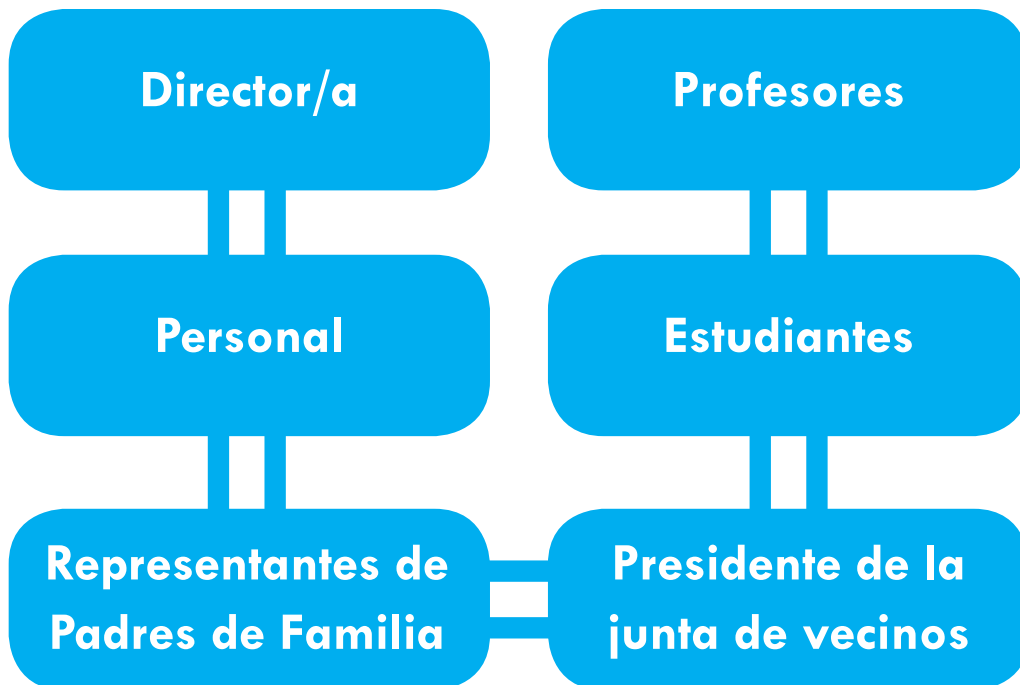 Director/a
Profesores
Personal
Estudiantes
Representantes de
Padres de Familia
Presidente de la
junta de vecinos